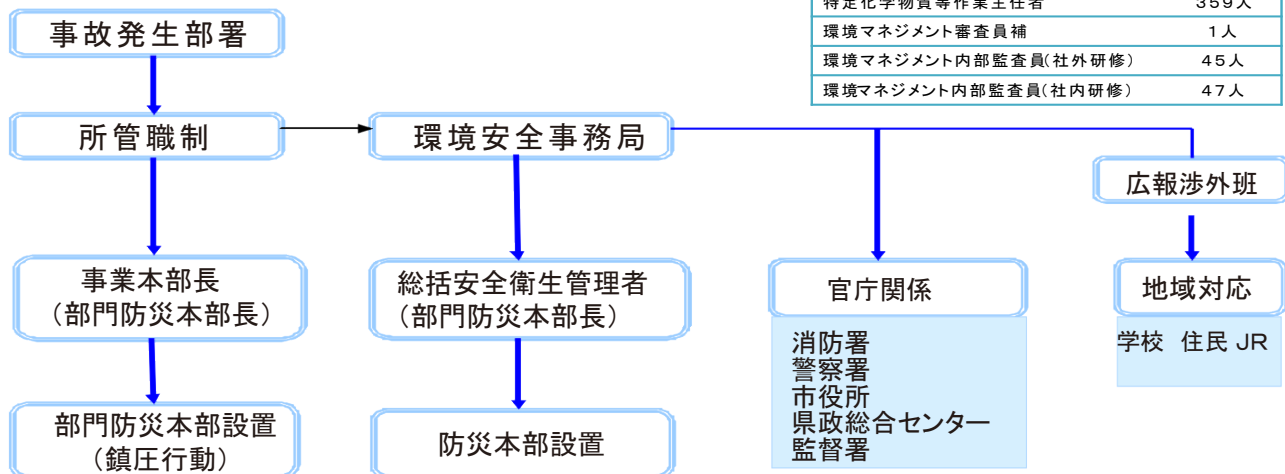 特定化学物質等作業主任者 359人
環境マネジメント審査員補 1人
環境マネジメント内部監査員(社外研修) 45人
環境マネジメント内部監査員(社内研修) 47人
事故発生部署
所管職制
環境安全事務局
広報渉外班
事業本部長
(部門防災本部長)
総括安全衛生管理者
(部門防災本部長)
官庁関係
地域対応
消防署
警察署
市役所
県政総合センター
監督署
学校 住民 JR
部門防災本部設置
(鎮圧行動)
防災本部設置